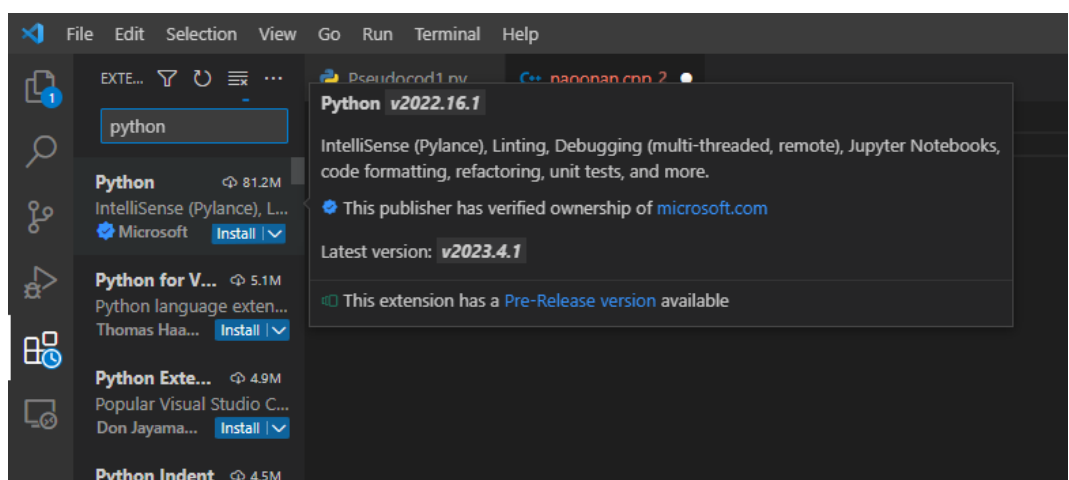 File Edit Selection View Go Run Terminal Help
EXTE...
Pseudocod1.py
paoopan.cpp 2
1
python
Python v2022.16.1
IntelliSense (Pylance), Linting, Debugging (multi-threaded, remote), Jupyter Notebooks,
code formatting, refactoring, unit tests, and more.
This publisher has verified ownership of microsoft.com
Latest version: v2023.4.1
This extension has a Pre-Release version available
Python 81.2M
IntelliSense (Pylance), L...
Microsoft Install
Python for V... 5.1M
Python language exten...
Thomas Haa... Install
Python Exte... 4.9M
Popular Visual Studio C...
Don Jayama... Install
Python Indent 4.5M